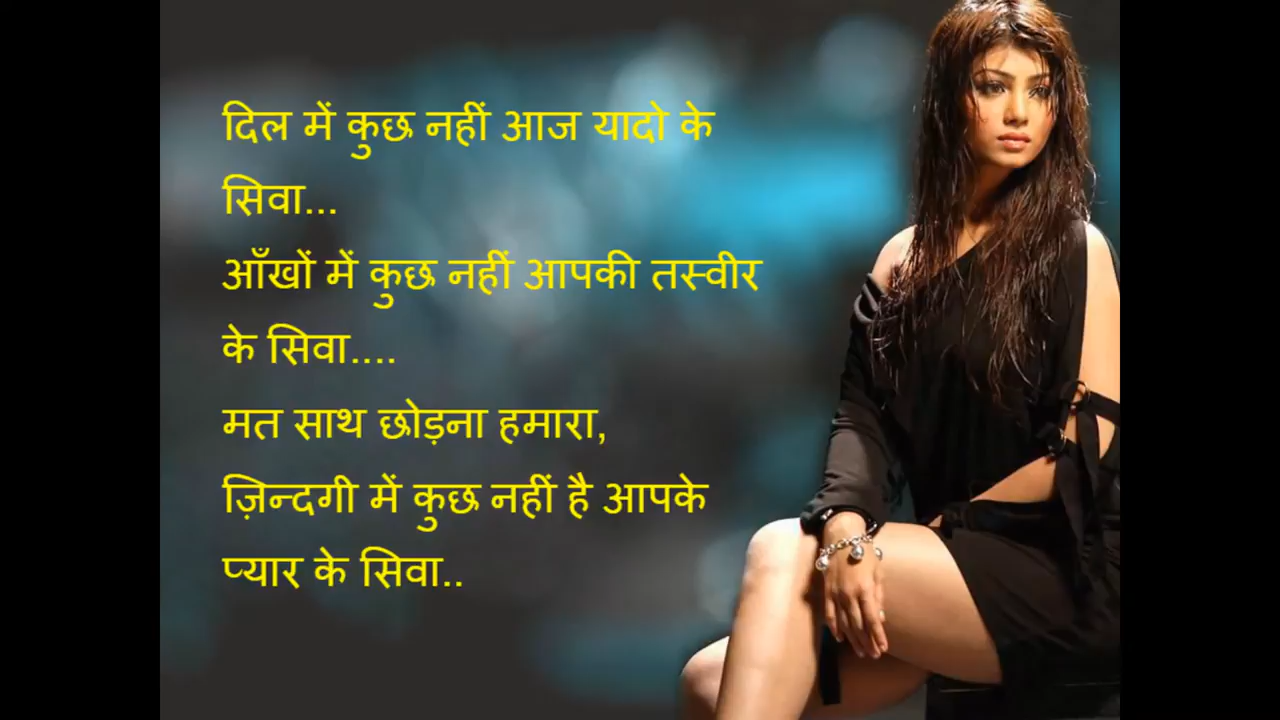 दिल में कुछ नहीं आज यादो के
सिवा...
आँखों में कुछ नहीं आपकी तस्वीर
के सिवा....
मत साथ छोड़ना हमारा,
ज़िन्दगी में कुछ नहीं है आपके
प्यार के सिवा..